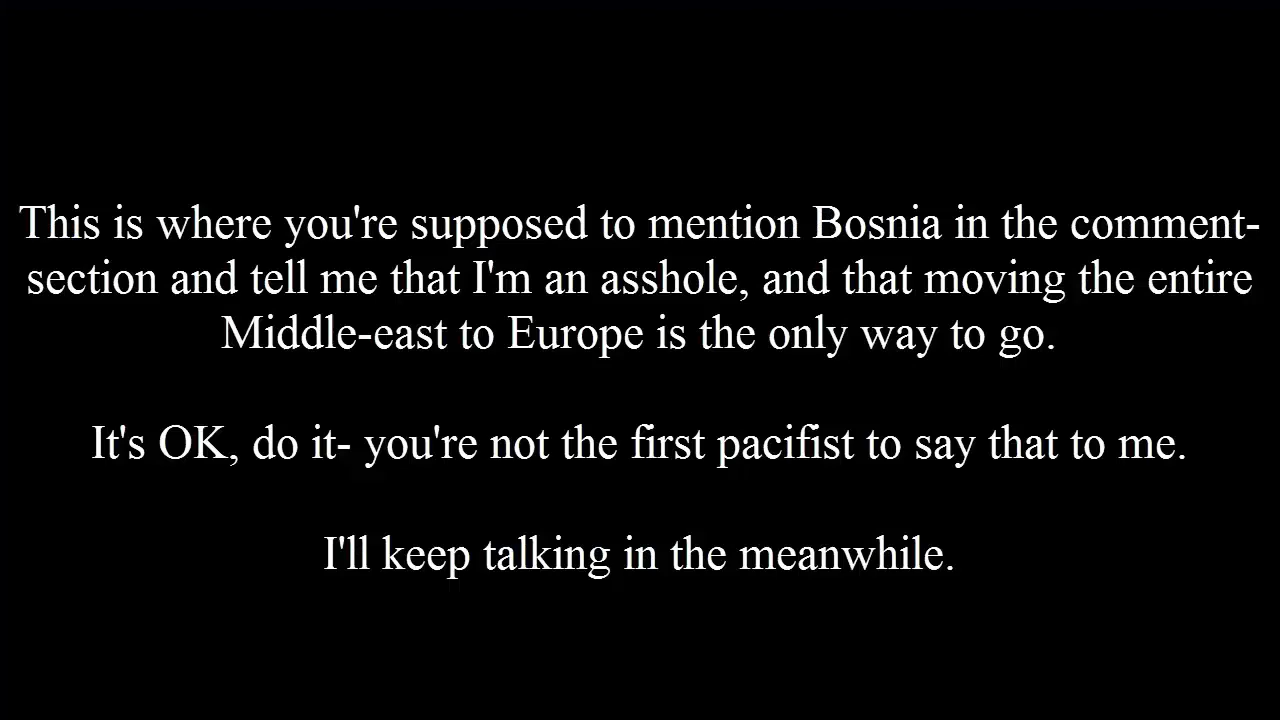 This is where you're supposed to mention Bosnia in the comment-
section and tell me that I'm an asshole, and that moving the entire
Middle-east to Europe is the only way to go.
It's OK, do it- you're not the first pacifist to say that to me.
I'll keep talking in the meanwhile.